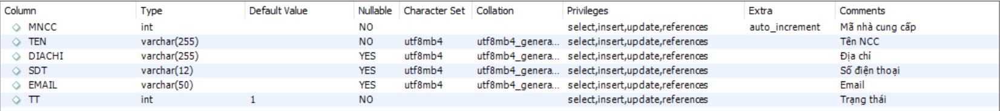 Column Type Default Value Nullable Character Set Collation Privileges Extra Comments
MNCC int NO select,insert,update,references auto_increment Mã nhà cung cấp
TEN varchar(255) NO utf8mb4 utf8mb4_genera... select,insert,update,references Tên NCC
DIACHI varchar(255) YES utf8mb4 utf8mb4_genera... select,insert,update,references Địa chỉ
SDT varchar(12) YES utf8mb4 utf8mb4_genera... select,insert,update,references Số điện thoại
EMAIL varchar(50) YES utf8mb4 utf8mb4_genera... select,insert,update,references Email
TT int 1 NO select,insert,update,references Trạng thái